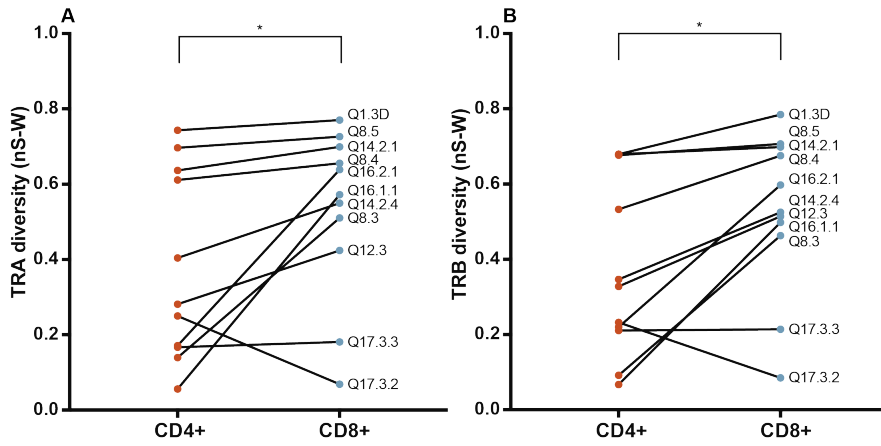 A
TRA diversity (nS-W)
1.0
0.8
0.6
0.4
0.2
0.0
*
Q1.3D
Q8.5
Q14.2.1
Q8.4
Q16.2.1
Q16.1.1
Q14.2.4
Q8.3
Q12.3
Q17.3.3
Q17.3.2
CD4+ CD8+
B
TRB diversity (nS-W)
1.0
0.8
0.6
0.4
0.2
0.0
*
Q1.3D
Q8.5
Q14.2.1
Q8.4
Q16.2.1
Q14.2.4
Q12.3
Q16.1.1
Q8.3
Q17.3.3
Q17.3.2
CD4+ CD8+